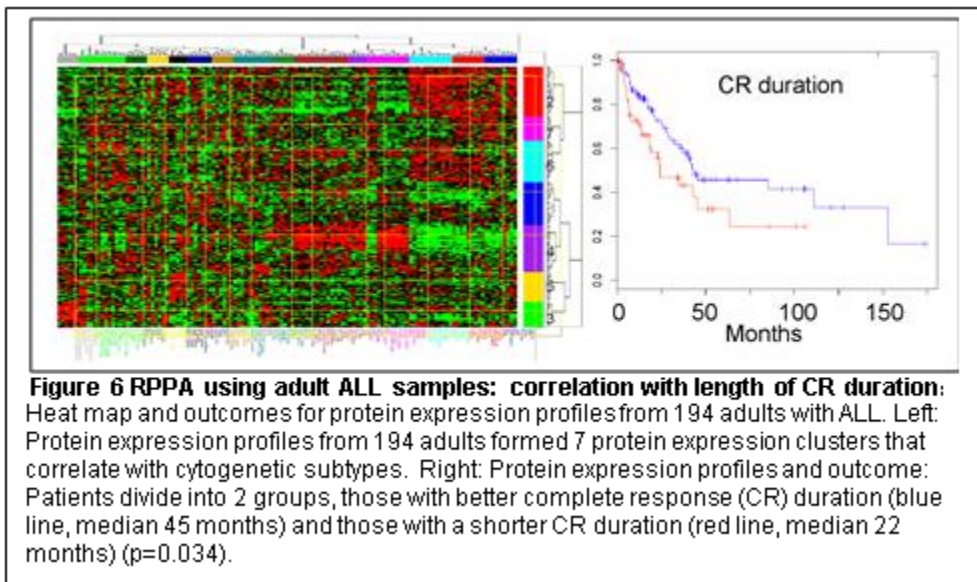 CR duration
1.0
0.8
0.6
0.4
0.2
0.0
0 50 100 150
Months
Figure 6 RPPA using adult ALL samples: correlation with length of CR duration:
Heat map and outcomes for protein expression profiles from 194 adults with ALL. Left:
Protein expression profiles from 194 adults formed 7 protein expression clusters that
correlate with cytogenetic subtypes. Right: Protein expression profiles and outcome:
Patients divide into 2 groups, those with better complete response (CR) duration (blue
line, median 45 months) and those with a shorter CR duration (red line, median 22
months) (p=0.034).